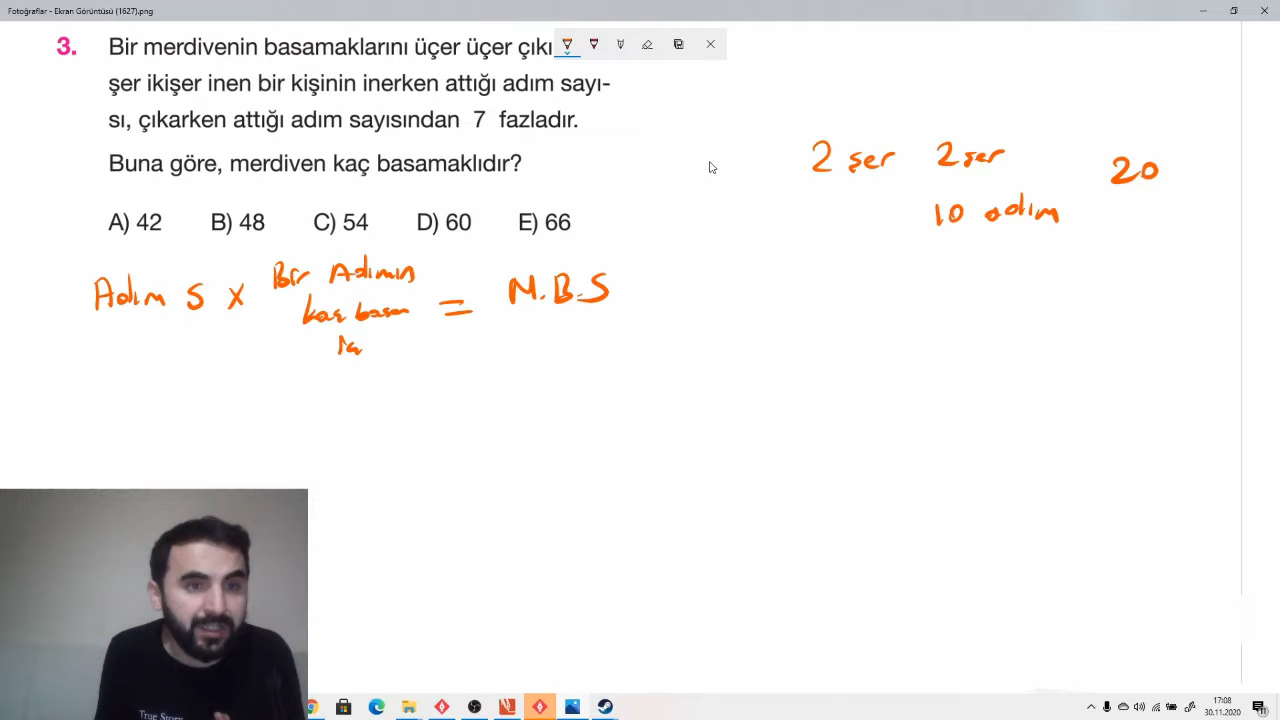 Fotoğraflar - Ekran Görüntüsü (1627).png
3. Bir merdivenin basamaklarını üçer üçer çıkı
şer ikişer inen bir kişinin inerken attığı adım sayı-
sı, çıkarken attığı adım sayısından 7 fazladır.
Buna göre, merdiven kaç basamaklıdır?
A) 42 B) 48 C) 54 D) 60 E) 66
2 şer 2 şer 20
10 adım
Adım S x Bir Adımın kaç basam = M.B.S
True Story
17:08
30.11.2020